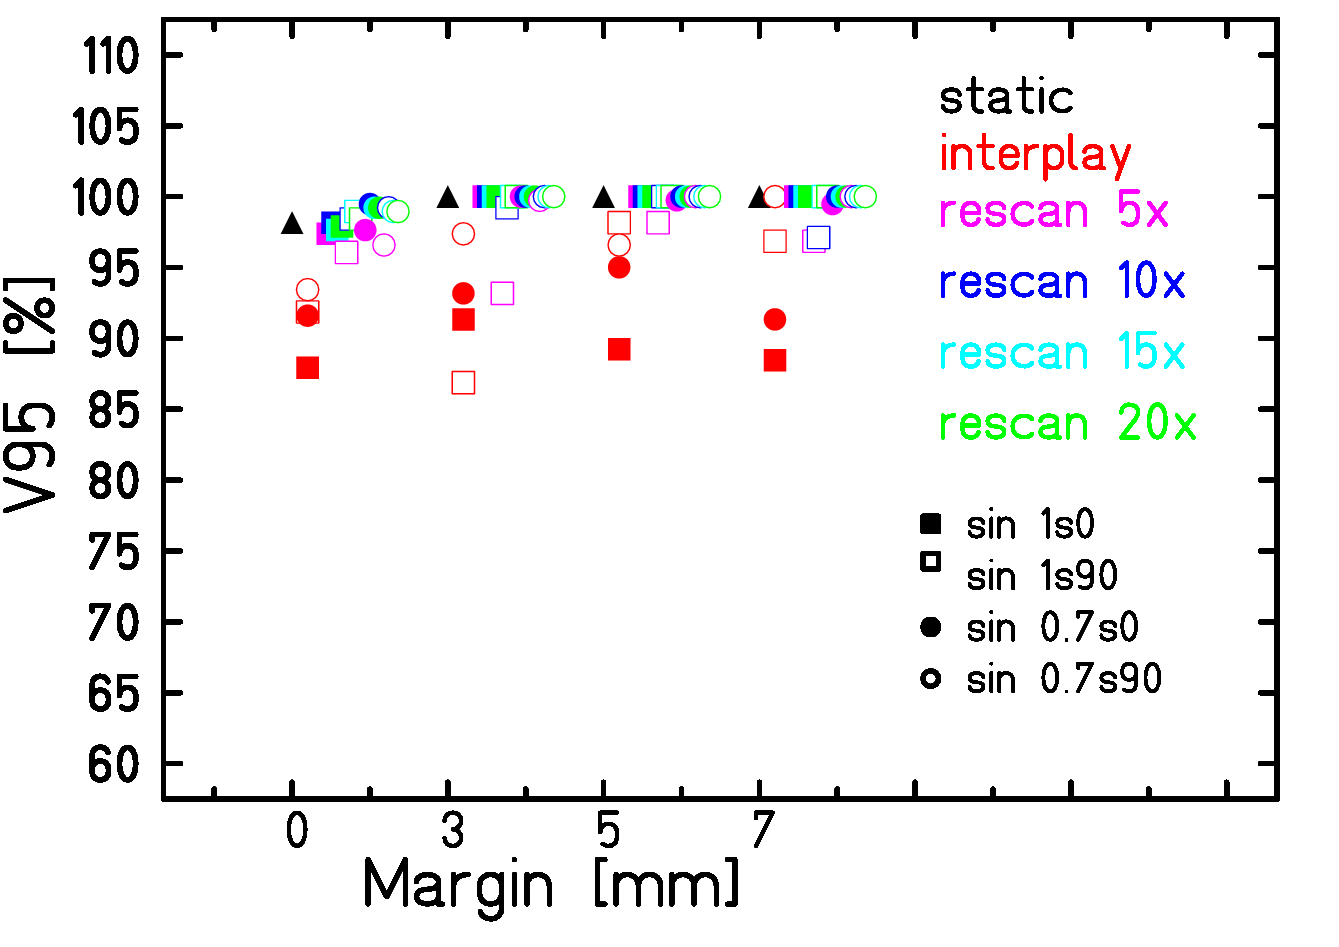 110
105
100
95
90
85
80
75
70
65
60
V95 [%]
0 3 5 7
Margin [mm]
static
interplay
rescan 5x
rescan 10x
rescan 15x
rescan 20x
sin 1s0
sin 1s90
sin 0.7s0
sin 0.7s90